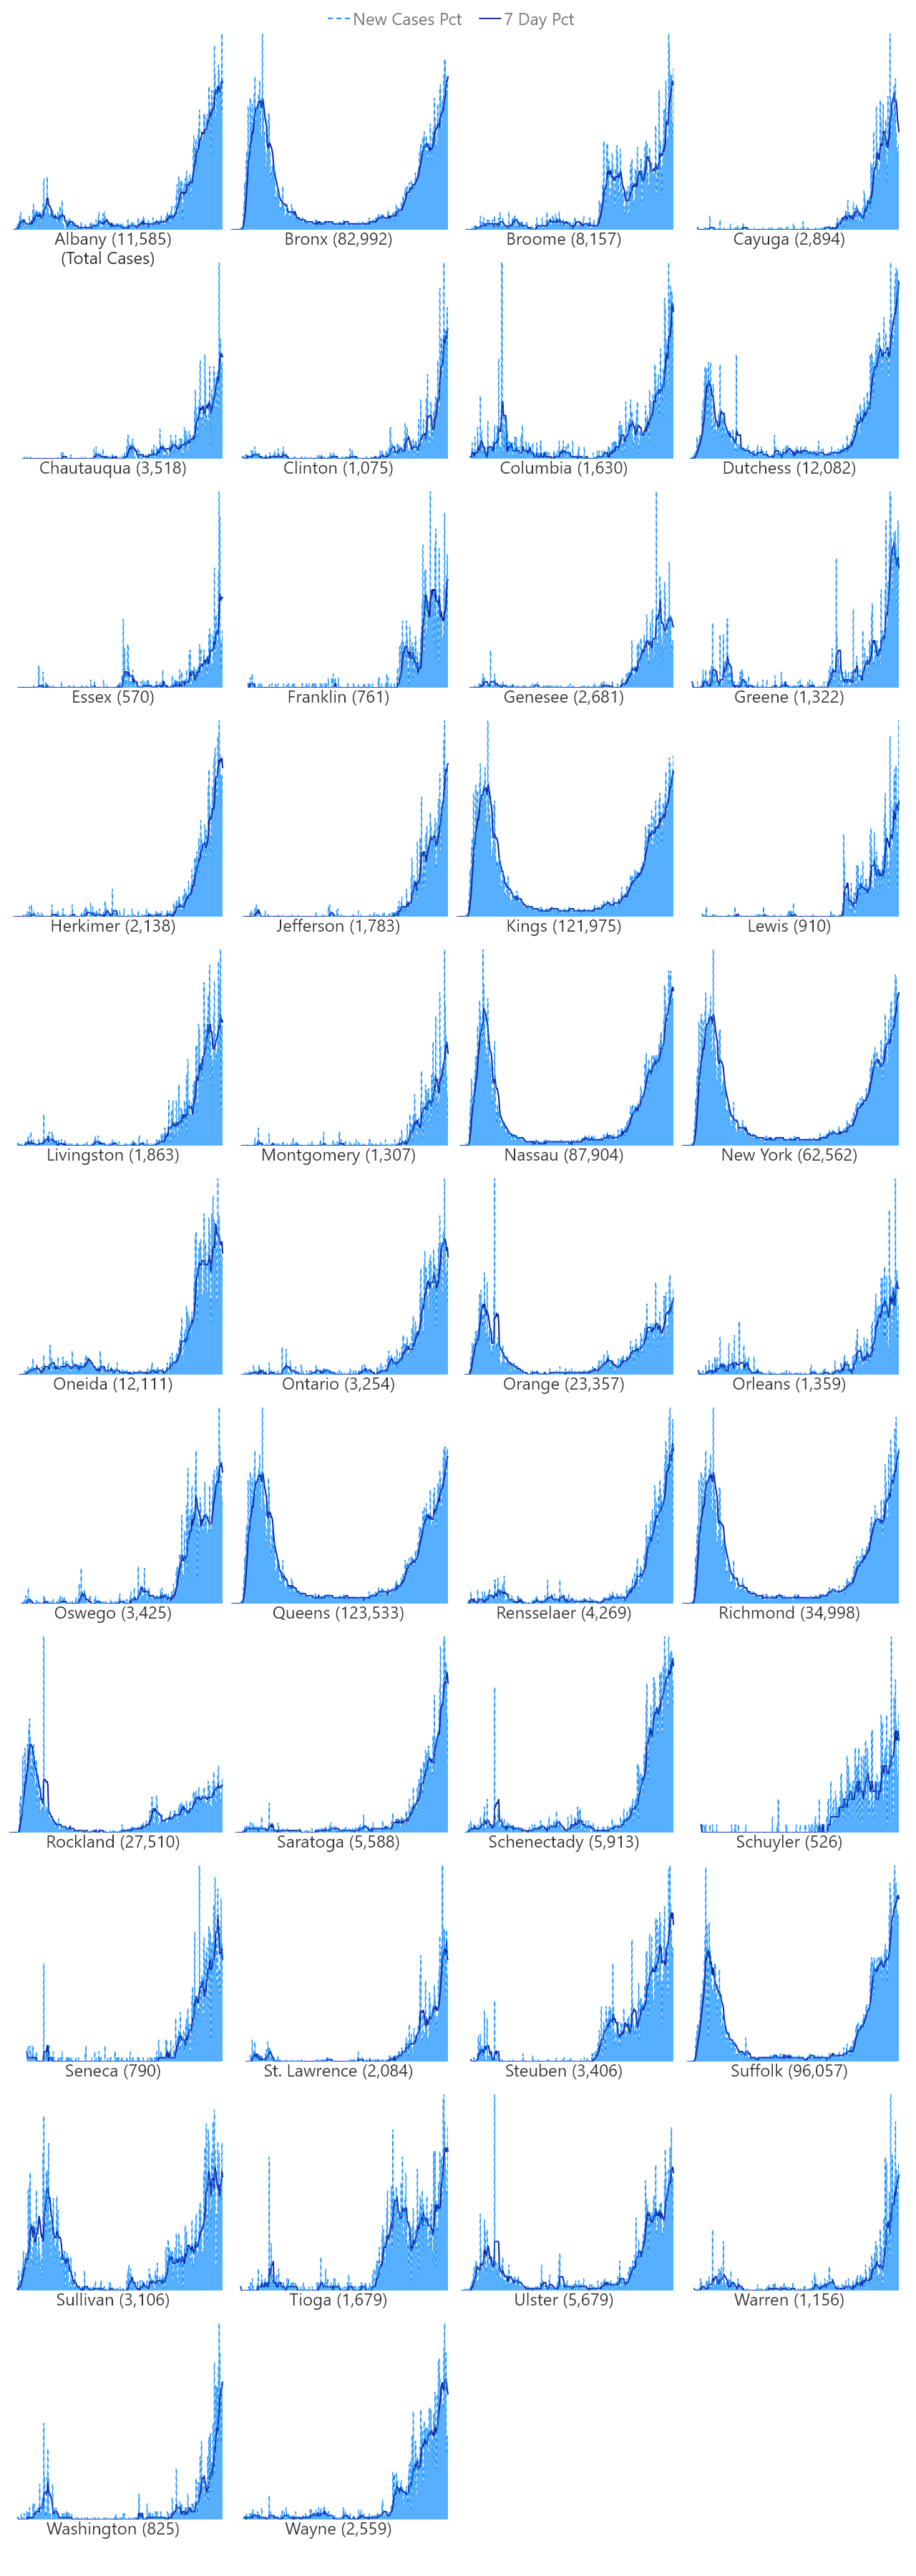 New Cases Pct 7 Day Pct
Albany (11,585) Bronx (82,992) Broome (8,157) Cayuga (2,894)
(Total Cases)
Chautauqua (3,518) Clinton (1,075) Columbia (1,630) Dutchess (12,082)
Essex (570) Franklin (761) Genesee (2,681) Greene (1,322)
Herkimer (2,138) Jefferson (1,783) Kings (121,975) Lewis (910)
Livingston (1,863) Montgomery (1,307) Nassau (87,904) New York (62,562)
Oneida (12,111) Ontario (3,254) Orange (23,357) Orleans (1,359)
Oswego (3,425) Queens (123,533) Rensselaer (4,269) Richmond (34,998)
Rockland (27,510) Saratoga (5,588) Schenectady (5,913) Schuyler (526)
Seneca (790) St. Lawrence (2,084) Steuben (3,406) Suffolk (96,057)
Sullivan (3,106) Tioga (1,679) Ulster (5,679) Warren (1,156)
Washington (825) Wayne (2,559)